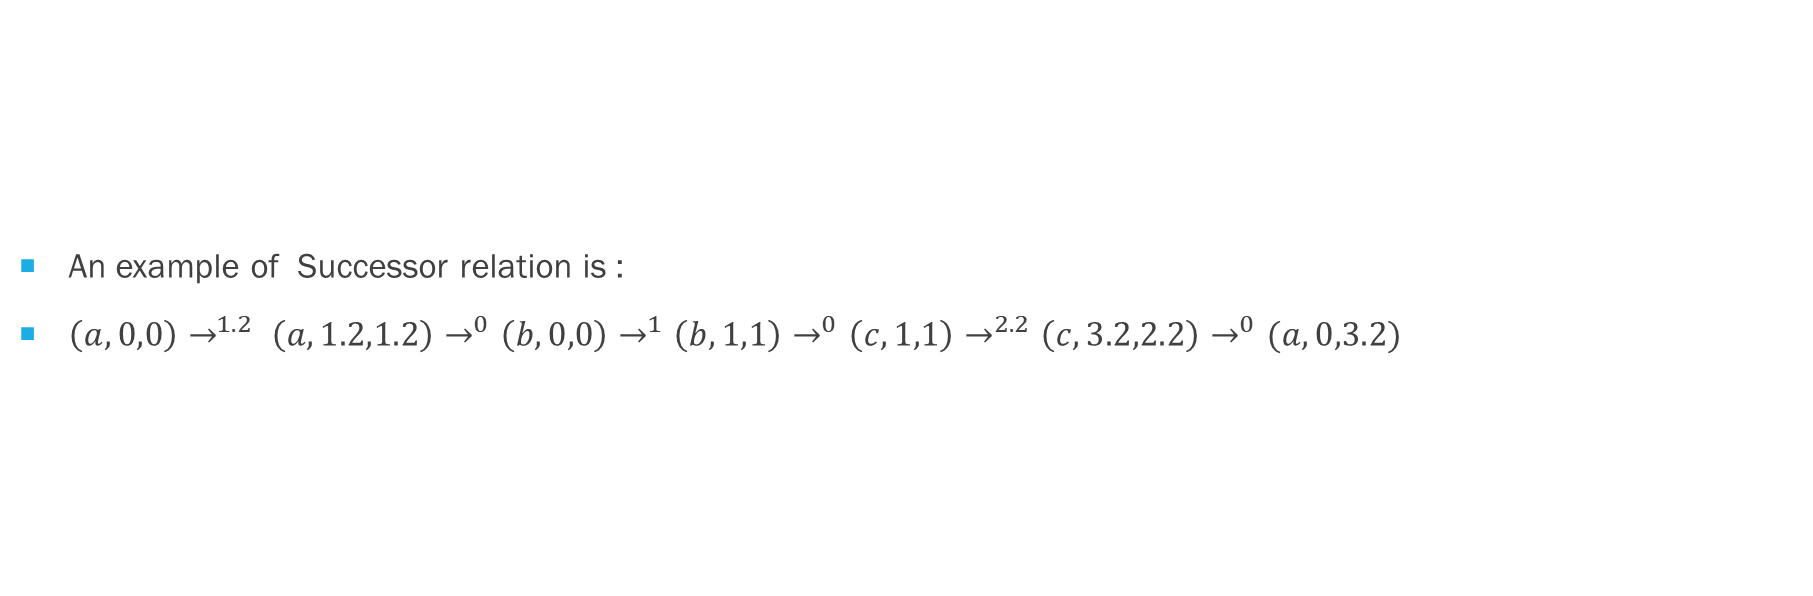 An example of Successor relation is :
(a, 0,0) →^1.2 (a, 1.2,1.2) →^0 (b, 0,0) →^1 (b, 1,1) →^0 (c, 1,1) →^2.2 (c, 3.2,2.2) →^0 (a, 0,3.2)